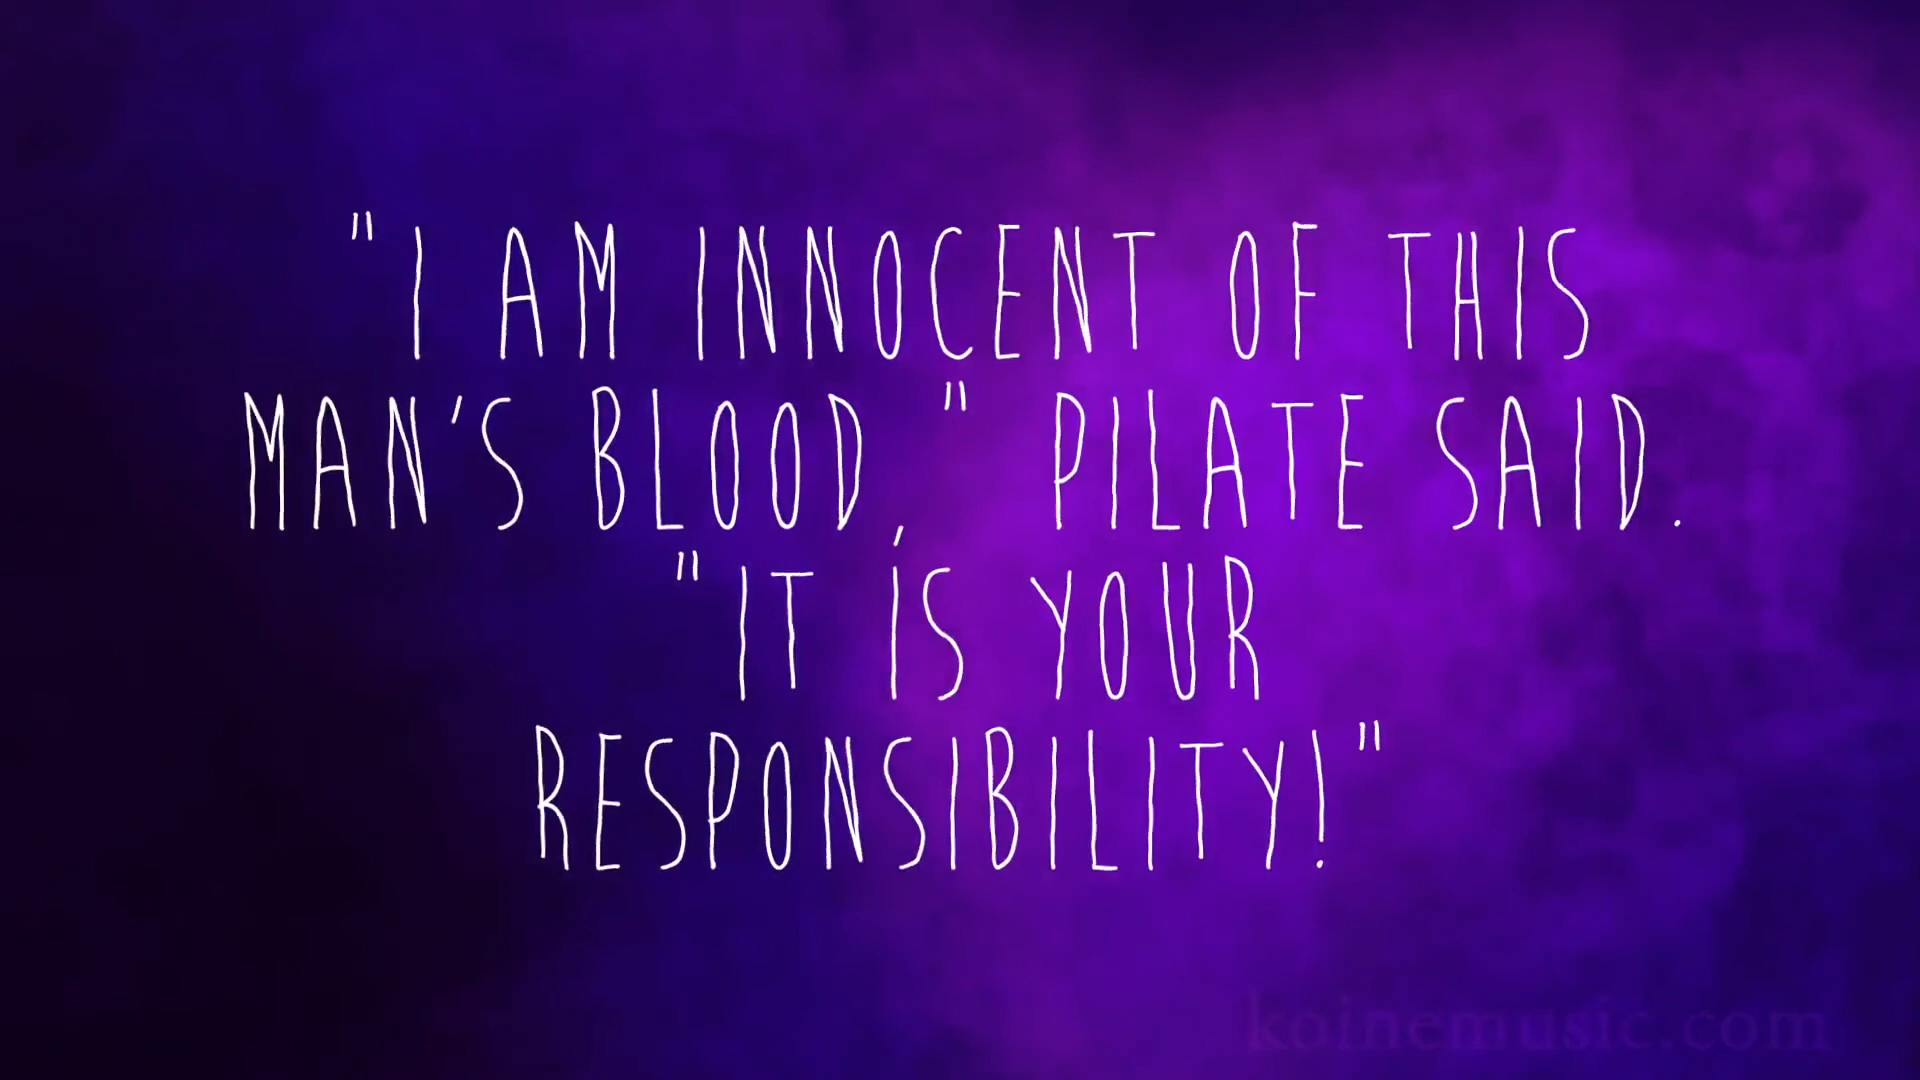 "I AM INNOCENT OF THIS
MAN'S BLOOD," PILATE SAID.
"IT IS YOUR
RESPONSIBILITY!"
koinemusic.com